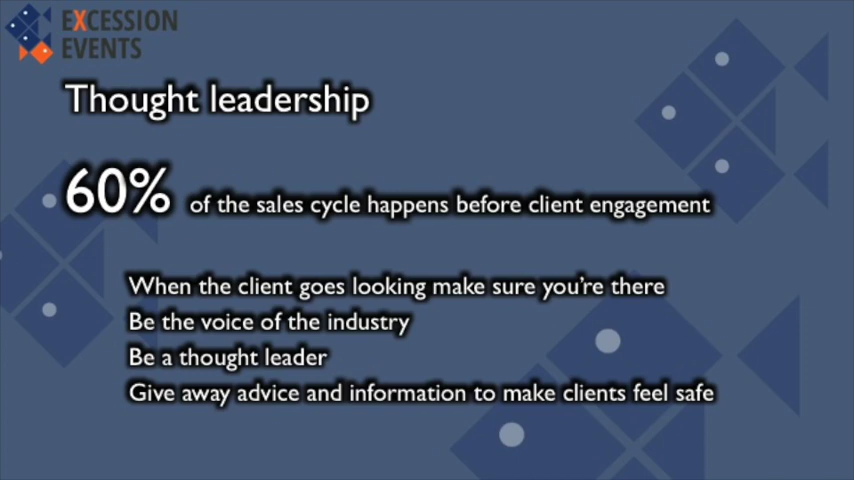 EXCESSION
EVENTS
Thought leadership
60% of the sales cycle happens before client engagement
When the client goes looking make sure you're there
Be the voice of the industry
Be a thought leader
Give away advice and information to make clients feel safe